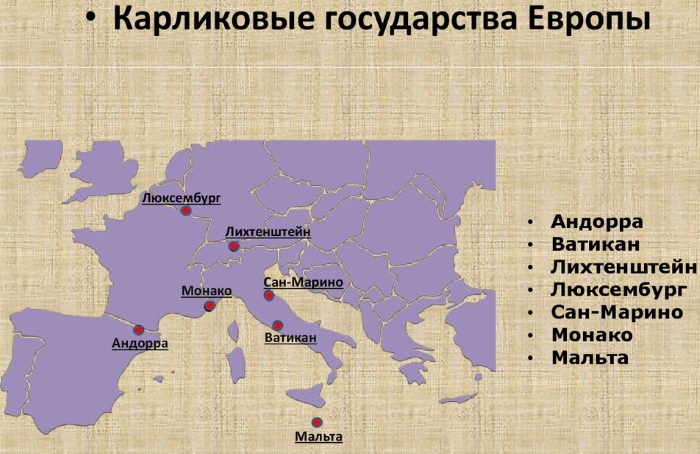 • Карликовые государства Европы
Люксембург
Лихтенштейн
Сан-Марино
Монако
Андорра
Ватикан
Мальта
• Андорра
• Ватикан
• Лихтенштейн
• Люксембург
• Сан-Марино
• Монако
• Мальта